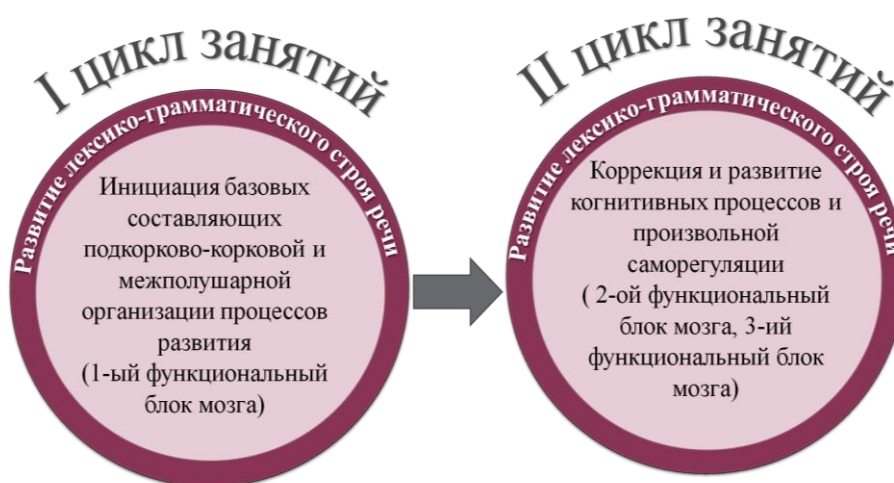 I цикл занятий
Развитие лексико-грамматического строя речи
Инициация базовых
составляющих
подкорково-корковой и
межполушарной
организации процессов
развития
(1-ый функциональный
блок мозга)
II цикл занятий
Развитие лексико-грамматического строя речи
Коррекция и развитие
когнитивных процессов и
произвольной
саморегуляции
( 2-ой функциональный
блок мозга, 3-ий
функциональный блок
мозга)